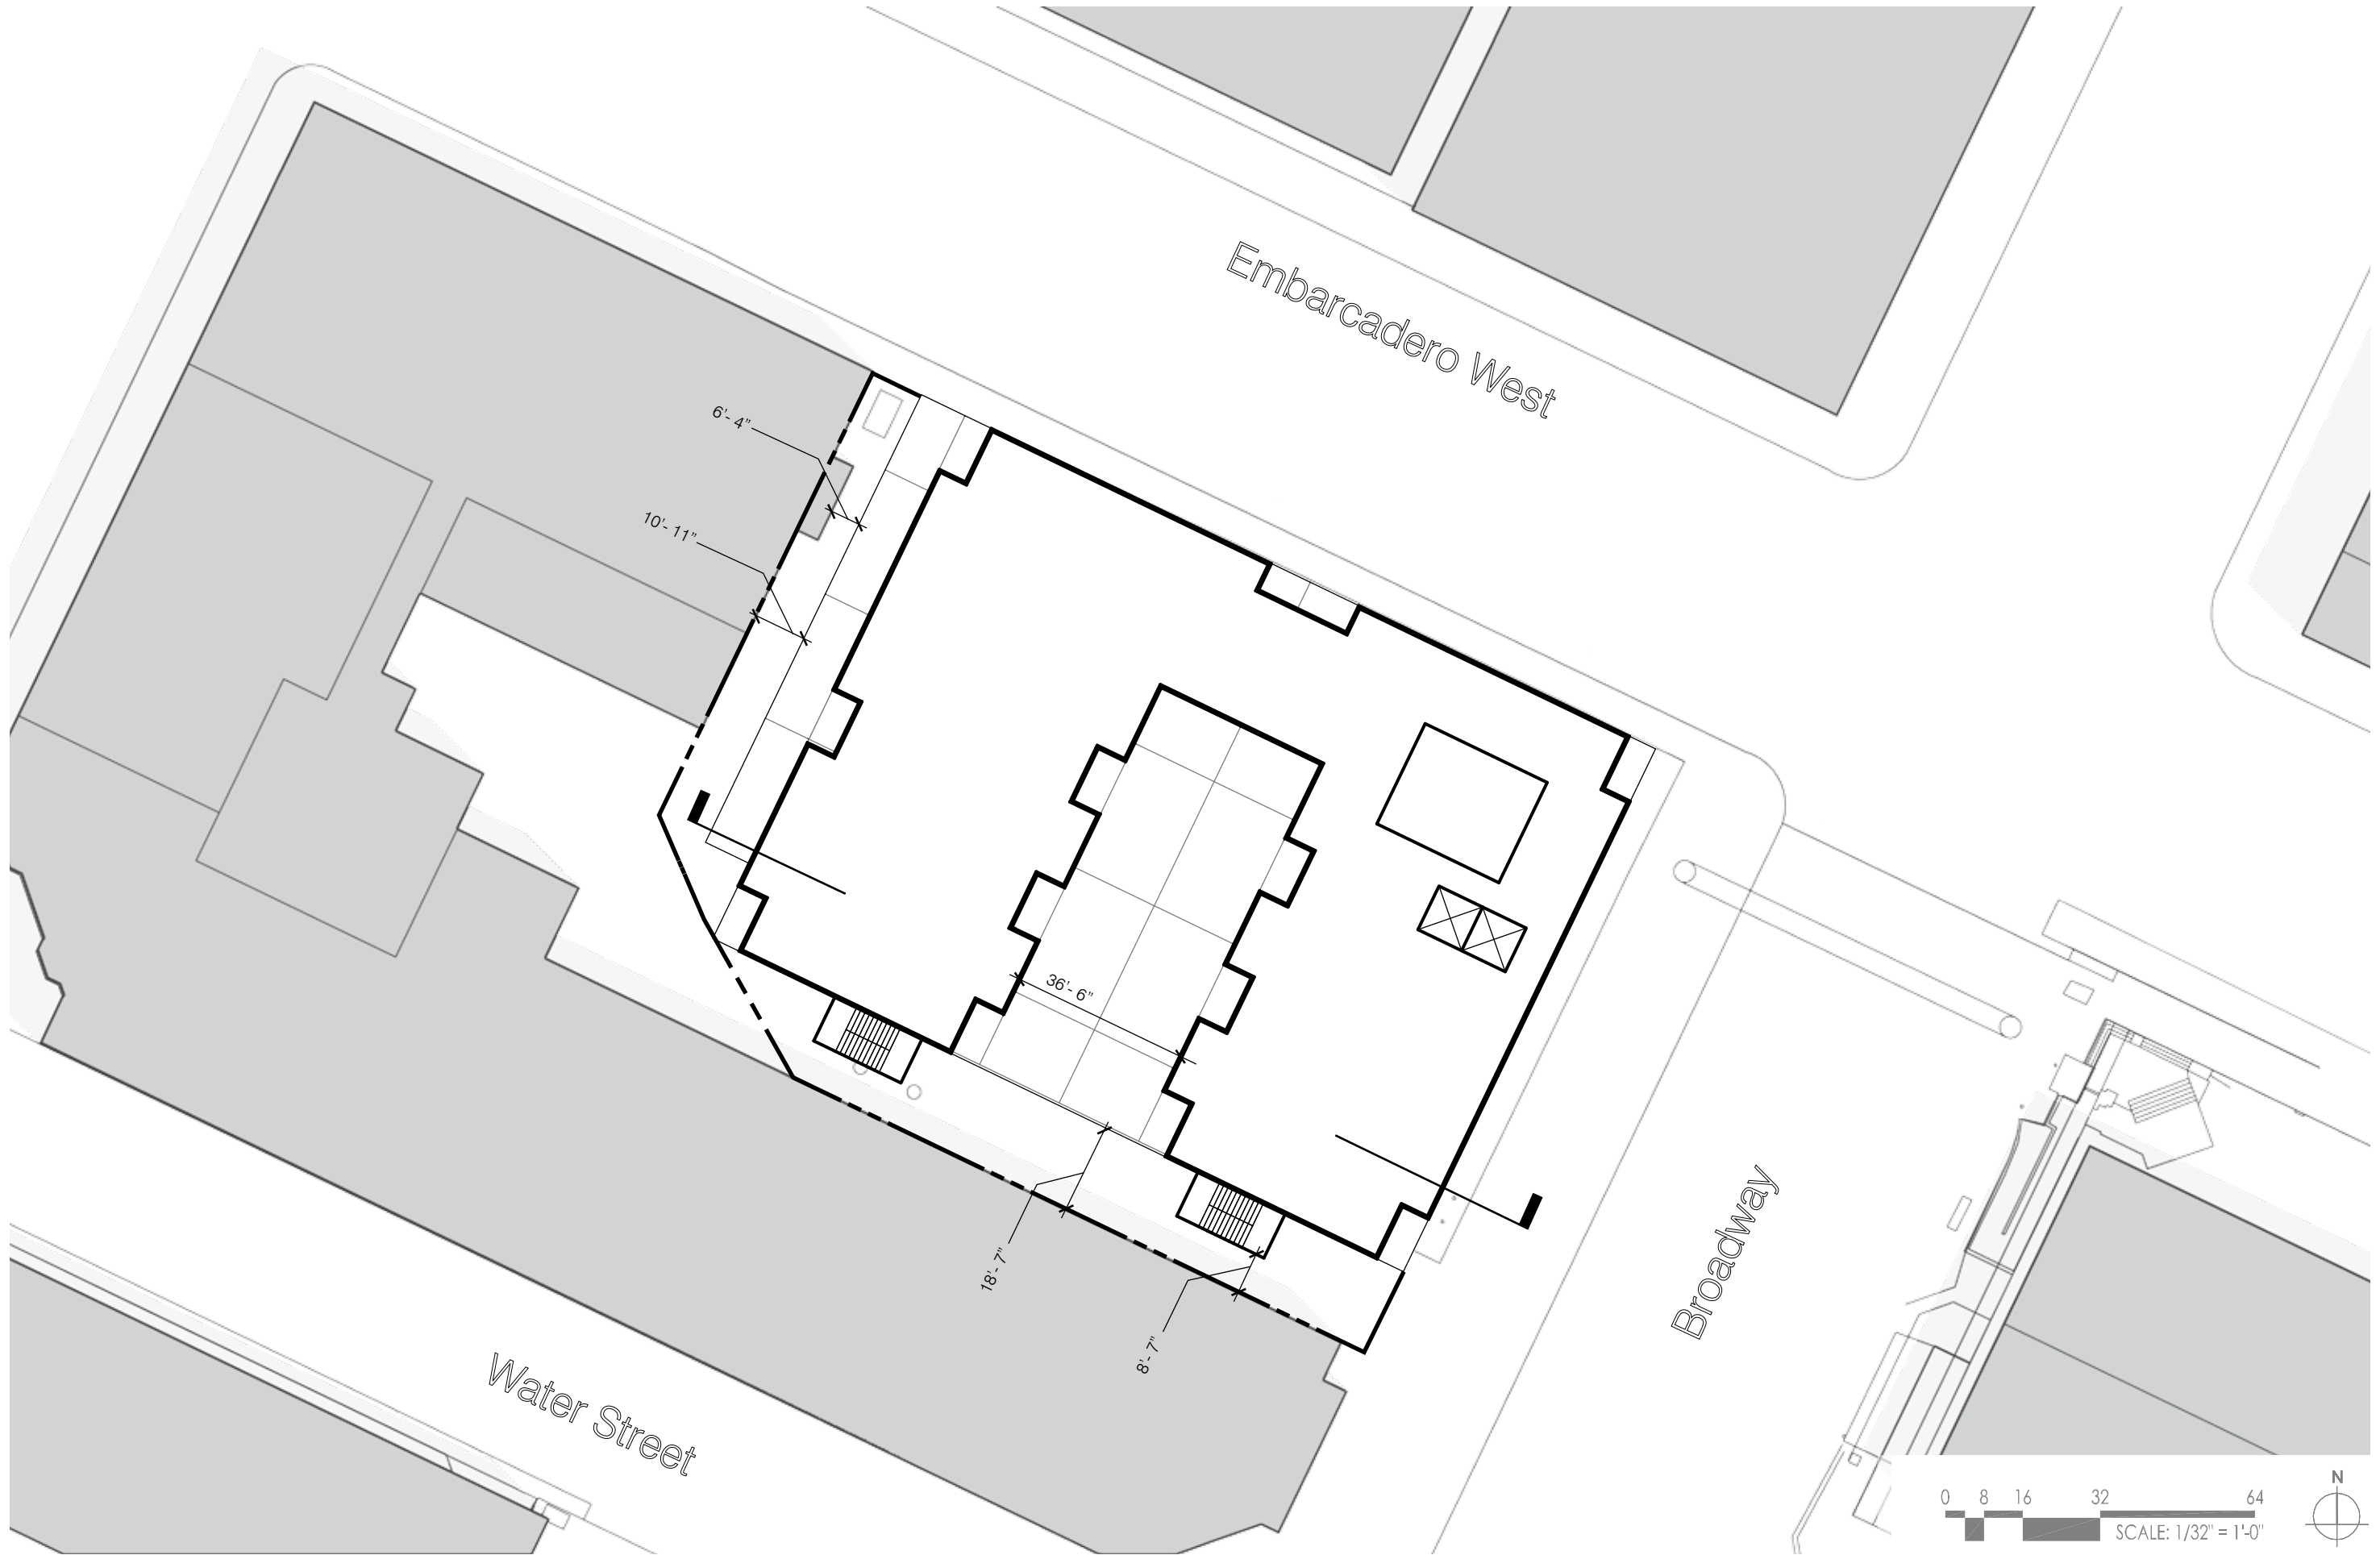 Embarcadero West
6'- 4"
10'- 11"
36'- 6"
18'- 7"
8'- 7"
Broadway
Water Street
N
0 8 16 32 64
SCALE: 1/32" = 1'-0"